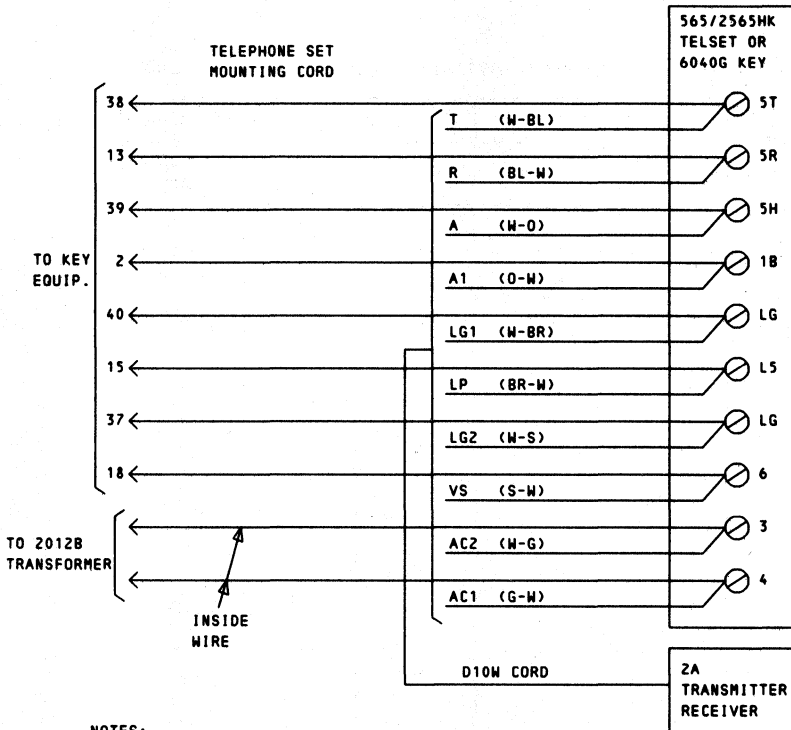 565/2565HK
TELSET OR
6040G KEY
TELEPHONE SET
MOUNTING CORD
38
5T
T (W-BL)
13
5R
R (BL-W)
39
5H
A (W-O)
TO KEY
EQUIP.
2
1B
A1 (O-W)
40
LG
LG1 (W-BR)
15
L5
LP (BR-W)
37
LG
LG2 (W-S)
18
6
VS (S-W)
TO 2012B
TRANSFORMER
3
AC2 (W-G)
4
AC1 (G-W)
INSIDE
WIRE
D10W CORD
2A
TRANSMITTER
RECEIVER
NOTES: